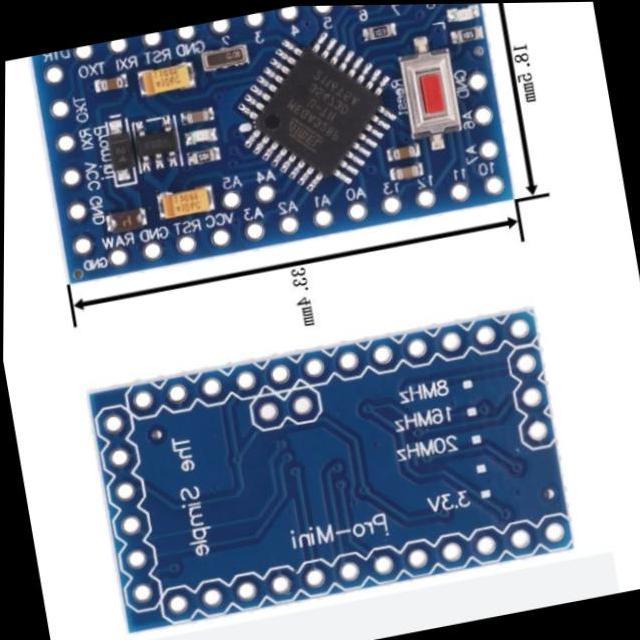 DTR TXO RXI RST GND 2 3 4 5 6 7
TXO
RXI
VCC
GND
GND
Promini
Reset
GND
A6
A7
A5 A4
RAW GND RST VCC A3 A2 A1 A0 13 12 11 10
18.5mm
33.4mm
The Simple
Pro-Mini
8MHz
16MHz
20MHz
3.3V